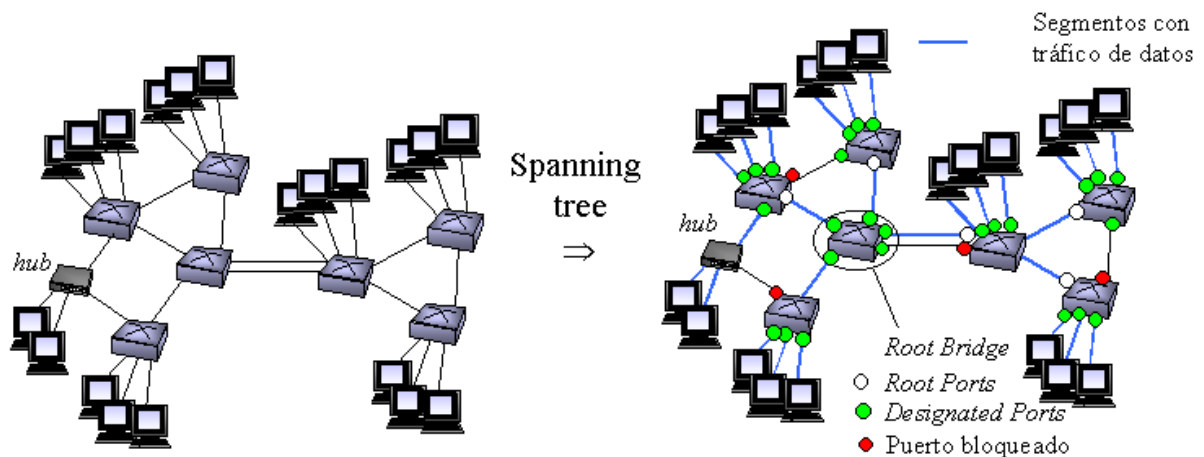 Segmentos con
tráfico de datos
Spanning
tree
⇒
hub
hub
Root Bridge
Root Ports
Designated Ports
Puerto bloqueado